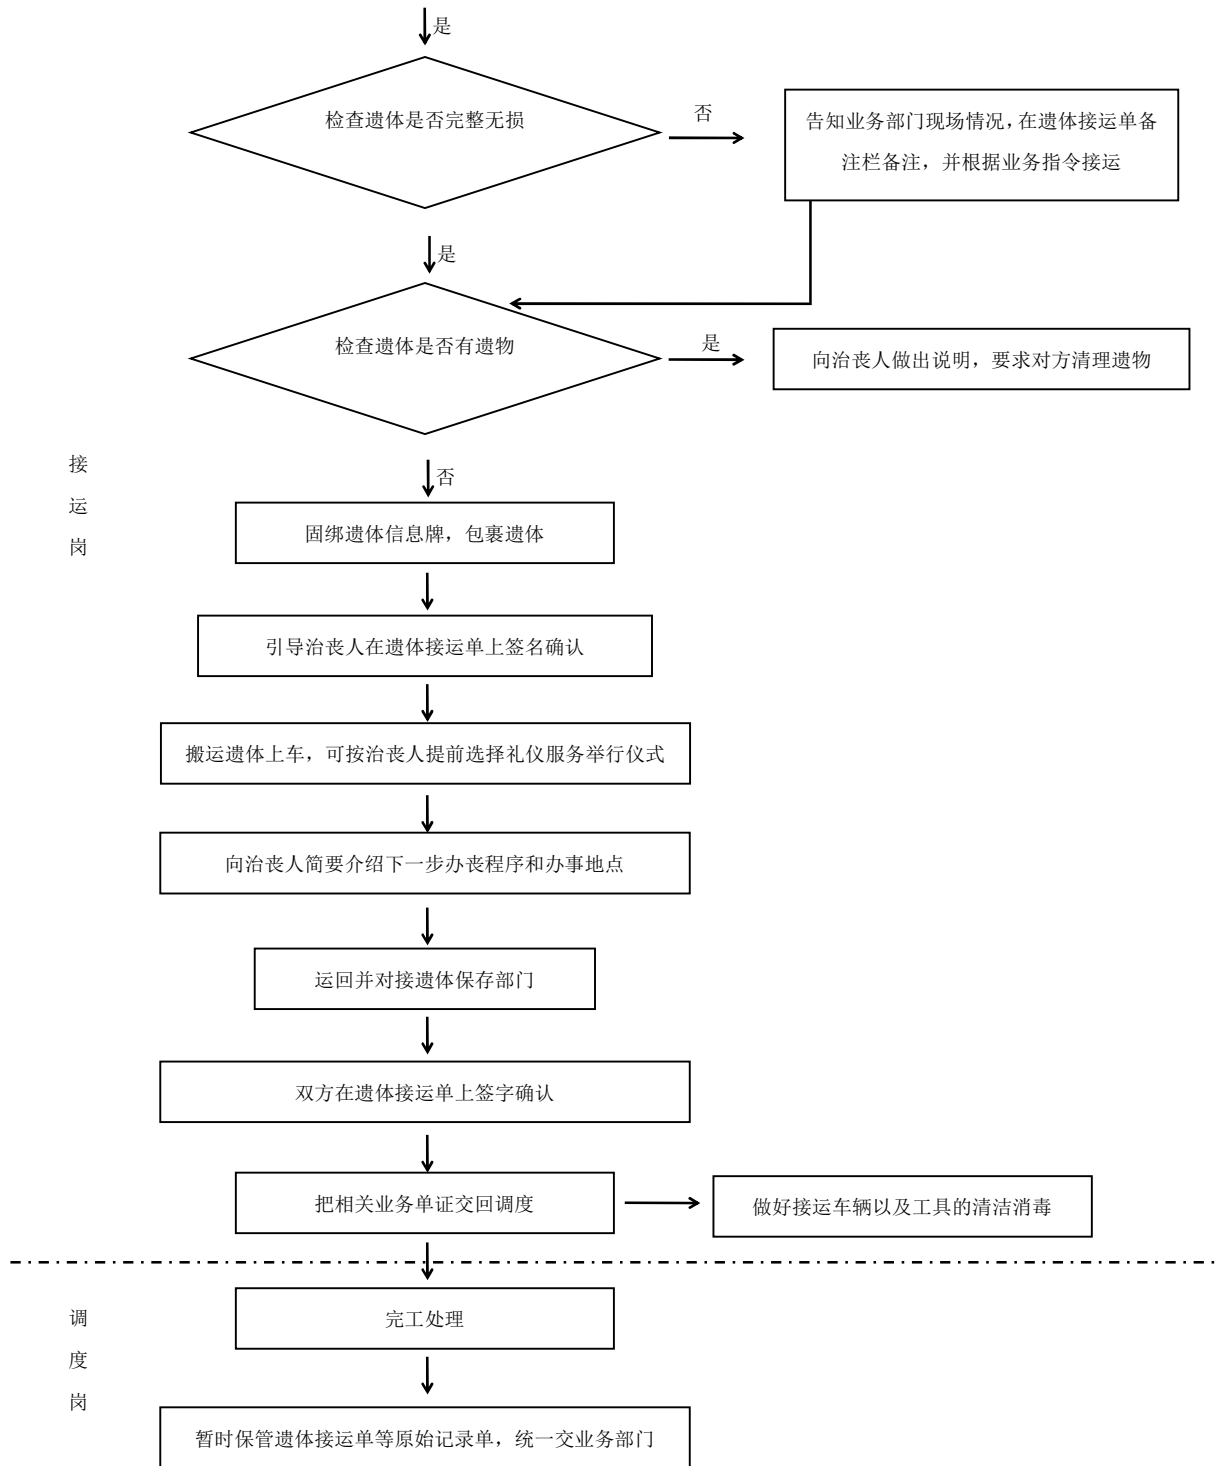 是
检查遗体是否完整无损
否
告知业务部门现场情况，在遗体接运单备
注栏备注，并根据业务指令接运
是
检查遗体是否有遗物
是
向治丧人做出说明，要求对方清理遗物
接
运
岗
否
固绑遗体信息牌，包裹遗体
引导治丧人在遗体接运单上签名确认
搬运遗体上车，可按治丧人提前选择礼仪服务举行仪式
向治丧人简要介绍下一步办丧程序和办事地点
运回并对接遗体保存部门
双方在遗体接运单上签字确认
把相关业务单证交回调度
做好接运车辆以及工具的清洁消毒
调
度
岗
完工处理
暂时保管遗体接运单等原始记录单，统一交业务部门